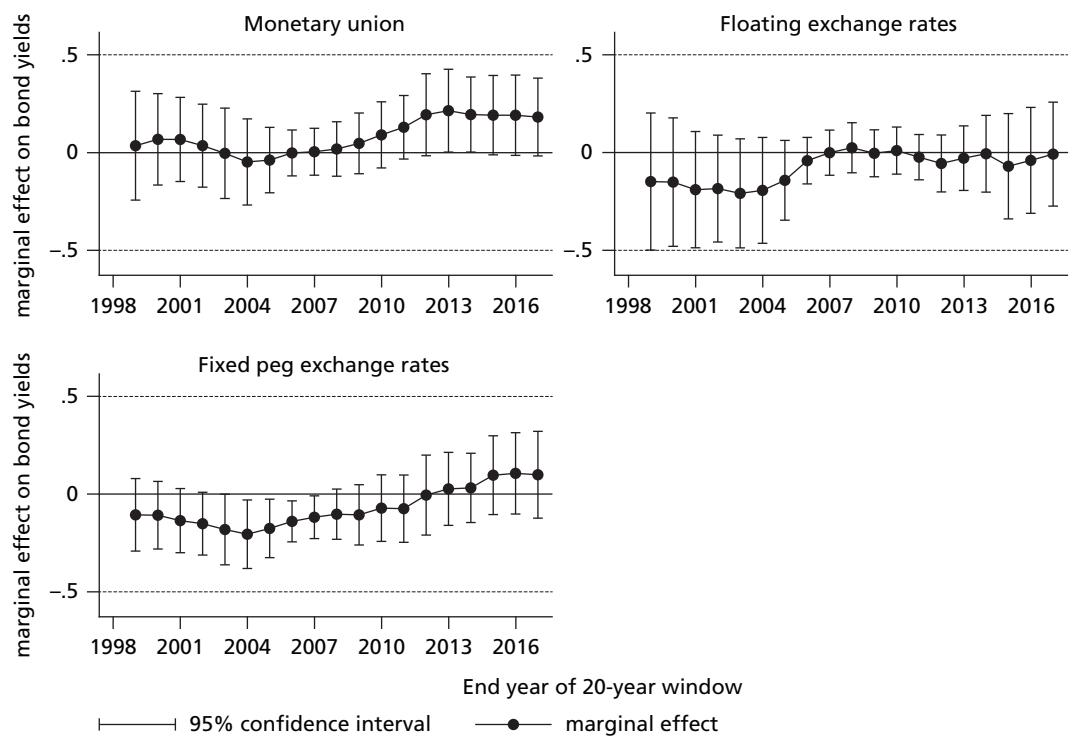 Monetary union
marginal effect on bond yields
.5
0
−.5
1998 2001 2004 2007 2010 2013 2016
Floating exchange rates
.5
0
−.5
1998 2001 2004 2007 2010 2013 2016
Fixed peg exchange rates
marginal effect on bond yields
.5
0
−.5
1998 2001 2004 2007 2010 2013 2016
End year of 20-year window
95% confidence interval marginal effect